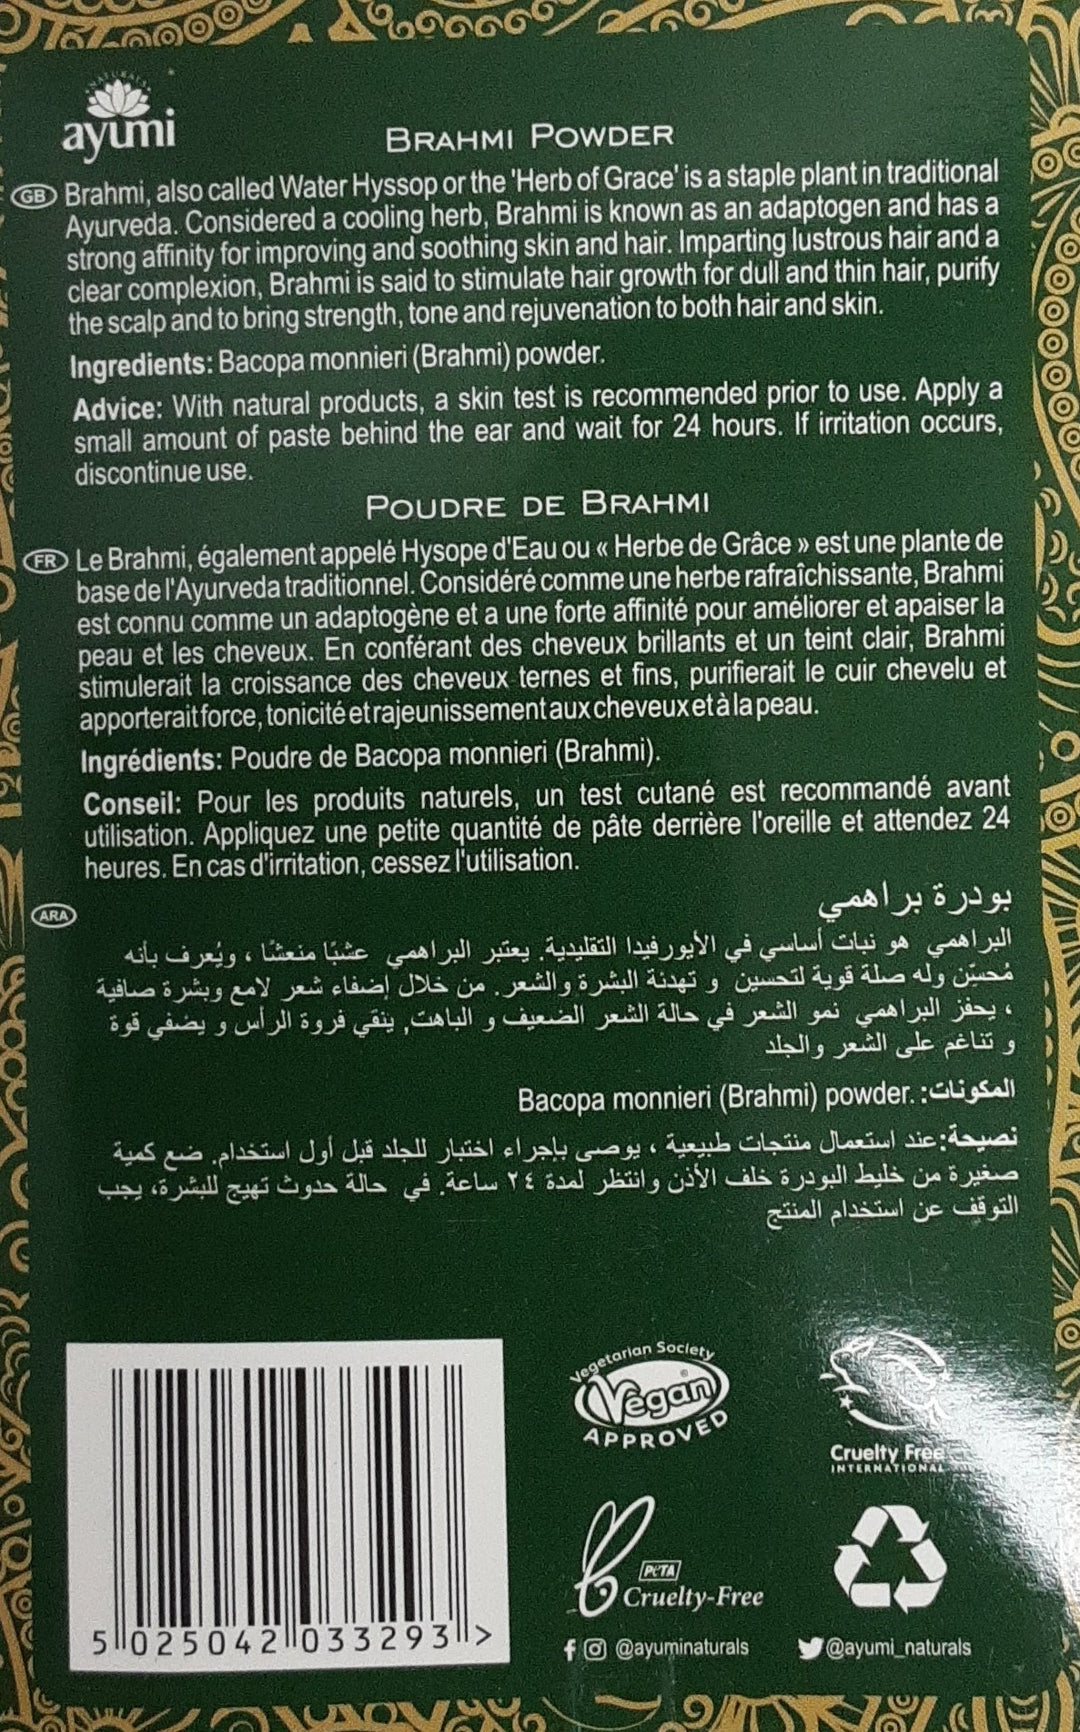 NATURALS
ayumi
BRAHMI POWDER
GB Brahmi, also called Water Hyssop or the 'Herb of Grace' is a staple plant in traditional
Ayurveda. Considered a cooling herb, Brahmi is known as an adaptogen and has a
strong affinity for improving and soothing skin and hair. Imparting lustrous hair and a
clear complexion, Brahmi is said to stimulate hair growth for dull and thin hair, purify
the scalp and to bring strength, tone and rejuvenation to both hair and skin.
Ingredients: Bacopa monnieri (Brahmi) powder.
Advice: With natural products, a skin test is recommended prior to use. Apply a
small amount of paste behind the ear and wait for 24 hours. If irritation occurs,
discontinue use.
POUDRE DE BRAHMI
FR Le Brahmi, également appelé Hysope d'Eau ou « Herbe de Grâce » est une plante de
base de l'Ayurveda traditionnel. Considéré comme une herbe rafraîchissante, Brahmi
est connu comme un adaptogène et a une forte affinité pour améliorer et apaiser la
peau et les cheveux. En conférant des cheveux brillants et un teint clair, Brahmi
stimulerait la croissance des cheveux ternes et fins, purifierait le cuir chevelu et
apporterait force, tonicité et rajeunissement aux cheveux et à la peau.
Ingrédients: Poudre de Bacopa monnieri (Brahmi).
Conseil: Pour les produits naturels, un test cutané est recommandé avant
utilisation. Appliquez une petite quantité de pâte derrière l'oreille et attendez 24
heures. En cas d'irritation, cessez l'utilisation.
ARA
بودرة براهمي
البراهمي هو نبات أساسي في الأيورفيدا التقليدية. يعتبر البراهمي عشبًا منعشًا ، ويُعرف بأنه
مُحسِّن وله صلة قوية لتحسين و تهدئة البشرة والشعر. من خلال إضفاء شعر لامع وبشرة صافية
، يحفز البراهمي نمو الشعر في حالة الشعر الضعيف و الباهت, ينقي فروة الرأس و يضفي قوة
و تناغم على الشعر والجلد
المكونات: Bacopa monnieri (Brahmi) powder.
نصيحة: عند استعمال منتجات طبيعية ، يوصى بإجراء اختبار للجلد قبل أول استخدام. ضع كمية
صغيرة من خليط البودرة خلف الأذن وانتظر لمدة ٢٤ ساعة. في حالة حدوث تهيج للبشرة، يجب
التوقف عن استخدام المنتج
Vegetarian Society
Vegan
APPROVED
Cruelty Free
INTERNATIONAL
PETA
Cruelty-Free
5 025042 033293 >
@ayuminaturals
@ayumi_naturals